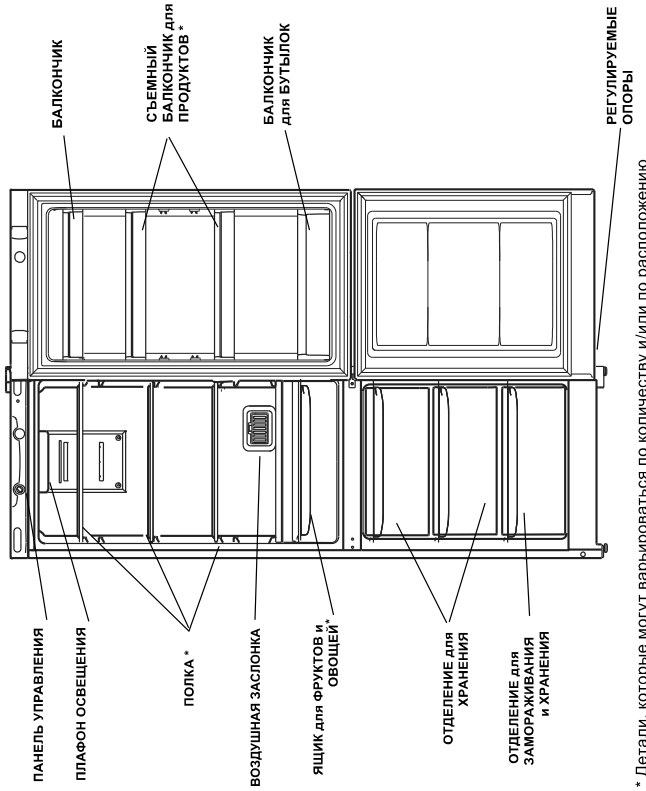 БАЛКОНЧИК
СЪЕМНЫЙ
БАЛКОНЧИК для
ПРОДУКТОВ *
БАЛКОНЧИК
для БУТЫЛОК
РЕГУЛИРУЕМЫЕ
ОПОРЫ
ПАНЕЛЬ УПРАВЛЕНИЯ
ПЛАФОН ОСВЕЩЕНИЯ
ПОЛКА *
ВОЗДУШНАЯ ЗАСЛОНКА
ЯЩИК для ФРУКТОВ и
ОВОЩЕЙ*
ОТДЕЛЕНИЕ для
ХРАНЕНИЯ
ОТДЕЛЕНИЕ для
ЗАМОРАЖИВАНИЯ
и ХРАНЕНИЯ
* Детали, которые могут варьироваться по количеству и/или по расположению